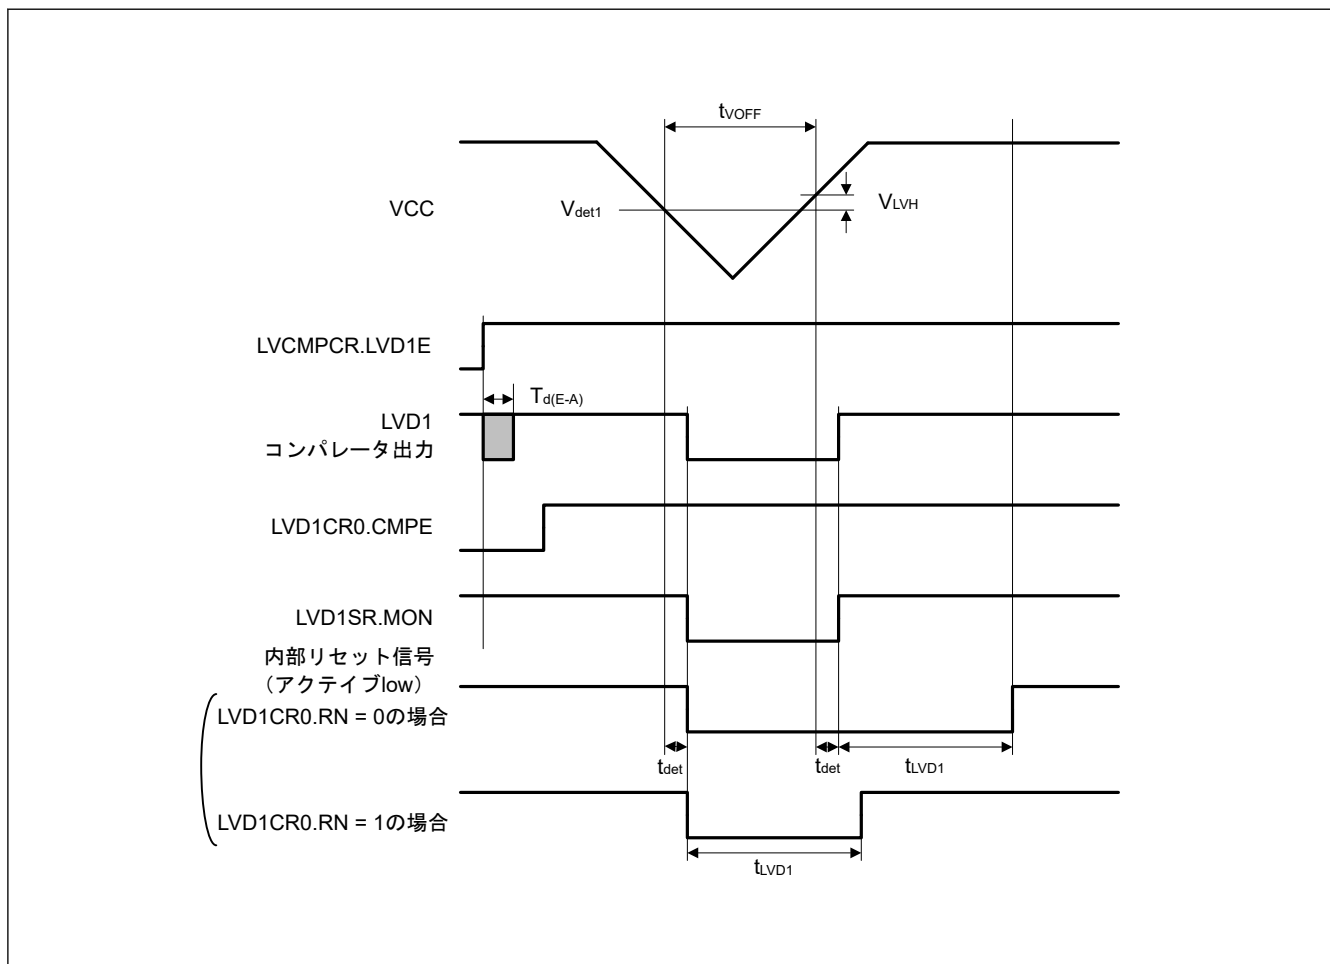 tVOFF
VCC
Vdet1
VLVH
LVCMPCR.LVD1E
Td(E-A)
LVD1
コンパレータ出力
LVD1CR0.CMPE
LVD1SR.MON
内部リセット信号
（アクティブlow）
LVD1CR0.RN = 0の場合
tdet
tdet
tLVD1
LVD1CR0.RN = 1の場合
tLVD1